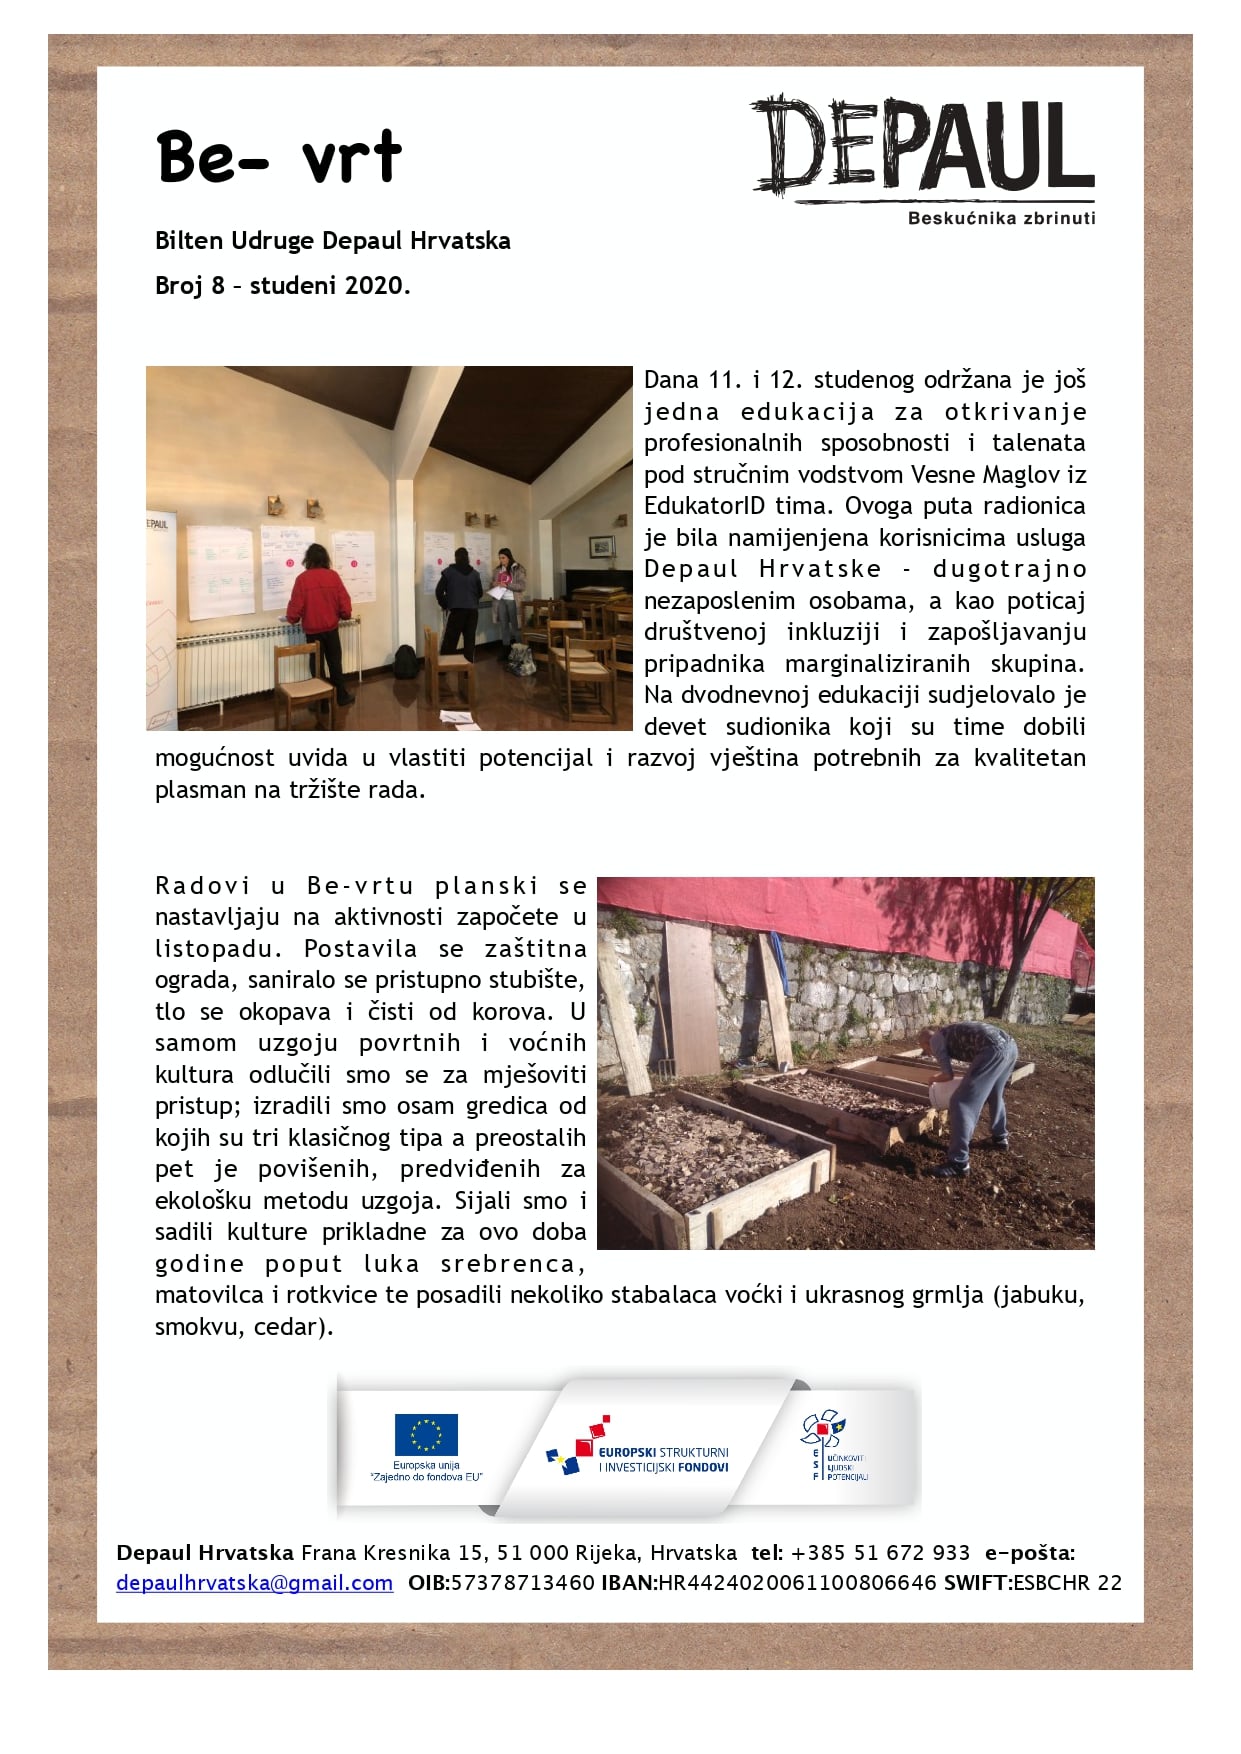 Be- vrt
DEPAUL
Beskućnika zbrinuti
Bilten Udruge Depaul Hrvatska
Broj 8 – studeni 2020.
EPAUL
Dana 11. i 12. studenog održana je još
jedna edukacija za otkrivanje
profesionalnih sposobnosti i talenata
pod stručnim vodstvom Vesne Maglov iz
EdukatorID tima. Ovoga puta radionica
je bila namijenjena korisnicima usluga
Depaul Hrvatske - dugotrajno
nezaposlenim osobama, a kao poticaj
društvenoj inkluziji i zapošljavanju
pripadnika marginaliziranih skupina.
Na dvodnevnoj edukaciji sudjelovalo je
devet sudionika koji su time dobili
mogućnost uvida u vlastiti potencijal i razvoj vještina potrebnih za kvalitetan
plasman na tržište rada.
Radovi u Be-vrtu planski se
nastavljaju na aktivnosti započete u
listopadu. Postavila se zaštitna
ograda, saniralo se pristupno stubište,
tlo se okopava i čisti od korova. U
samom uzgoju povrtnih i voćnih
kultura odlučili smo se za mješoviti
pristup; izradili smo osam gredica od
kojih su tri klasičnog tipa a preostalih
pet je povišenih, predviđenih za
ekološku metodu uzgoja. Sijali smo i
sadili kulture prikladne za ovo doba
godine poput luka srebrenca,
matovilca i rotkvice te posadili nekoliko stabalaca voćki i ukrasnog grmlja (jabuku,
smokvu, cedar).
Europska unija
"Zajedno do fondova EU"
EUROPSKI STRUKTURNI
I INVESTICIJSKI FONDOVI
ESF
UČINKOVITI
LJUDSKI
POTENCIJALI
Depaul Hrvatska Frana Kresnika 15, 51 000 Rijeka, Hrvatska tel: +385 51 672 933 e-pošta:
depaulhrvatska@gmail.com OIB:57378713460 IBAN:HR4424020061100806646 SWIFT:ESBCHR 22